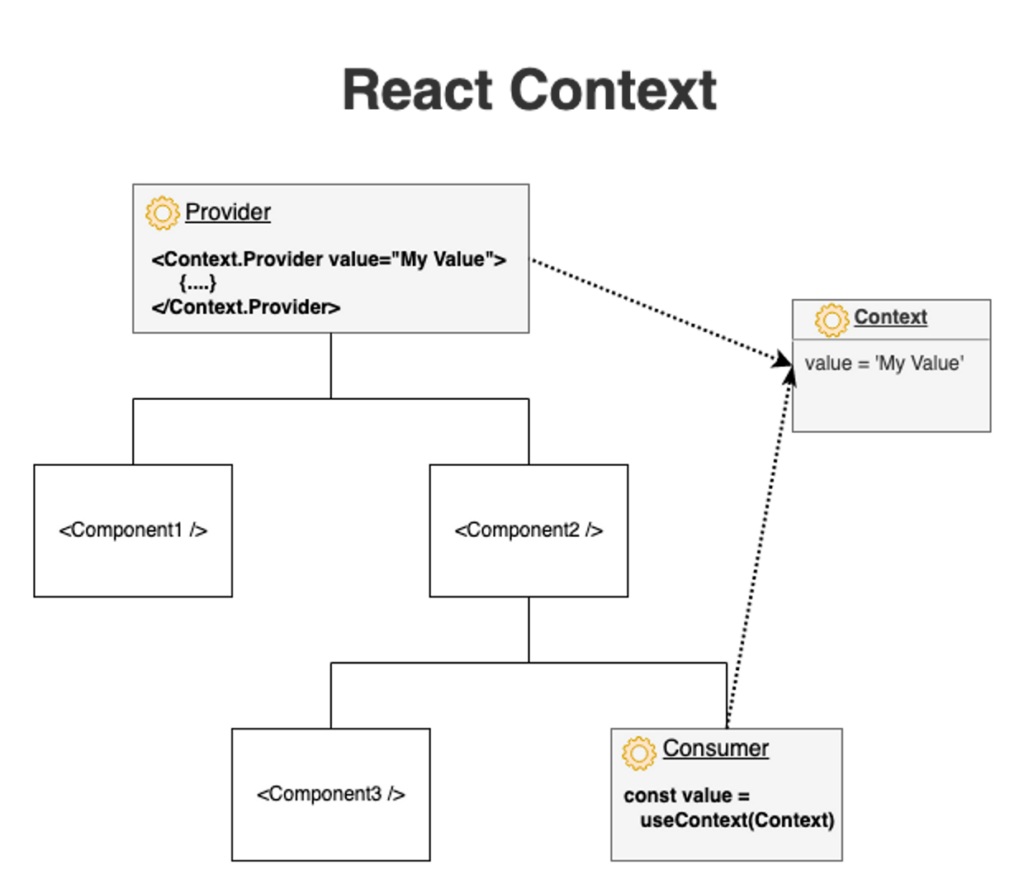 React Context
Provider
<Context.Provider value="My Value">
{....}
</Context.Provider>
Context
value = 'My Value'
<Component1 />
<Component2 />
<Component3 />
Consumer
const value =
useContext(Context)